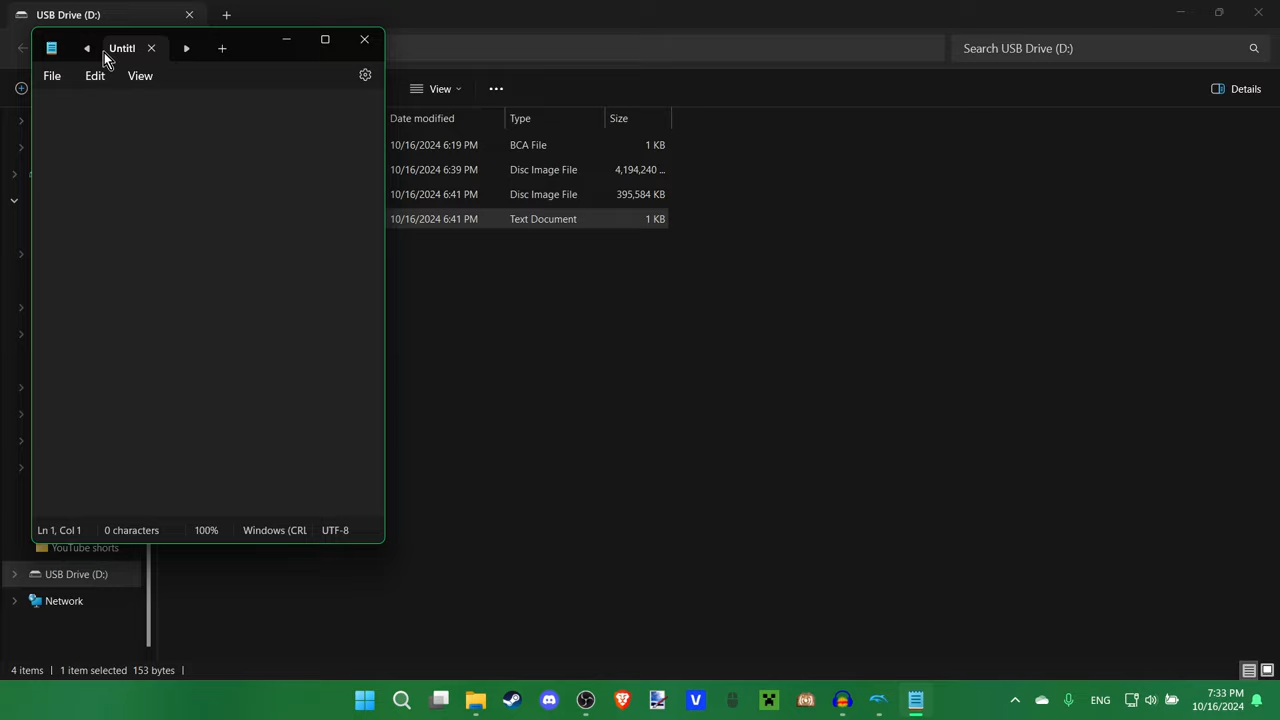 USB Drive (D:)
Untitl
File Edit View
Search USB Drive (D:)
View
Details
Date modified Type Size
10/16/2024 6:19 PM BCA File 1 KB
10/16/2024 6:39 PM Disc Image File 4,194,240 ...
10/16/2024 6:41 PM Disc Image File 395,584 KB
10/16/2024 6:41 PM Text Document 1 KB
Ln 1, Col 1 0 characters 100% Windows (CRL UTF-8
YouTube shorts
USB Drive (D:)
Network
4 items 1 item selected 153 bytes
ENG
7:33 PM
10/16/2024